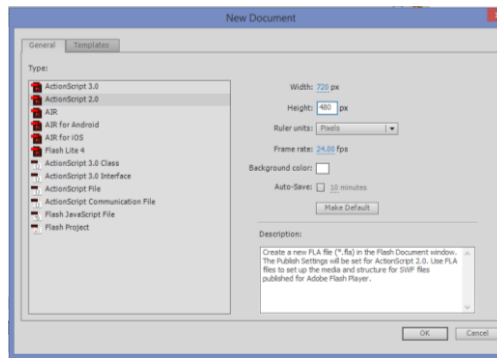 New Document
General
Templates
Type:
ActionScript 3.0
ActionScript 2.0
AIR
AIR for Android
AIR for iOS
Flash Lite 4
ActionScript 3.0 Class
ActionScript 3.0 Interface
ActionScript File
ActionScript Communication File
Flash JavaScript File
Flash Project
Width: 720 px
Height: 480 px
Ruler units: Pixels
Frame rate: 24.00 fps
Background color:
Auto-Save: 10 minutes
Make Default
Description:
Create a new FLA file (*.fla) in the Flash Document window.
The Publish Settings will be set for ActionScript 2.0. Use FLA
files to set up the media and structure for SWF files
published for Adobe Flash Player.
OK
Cancel